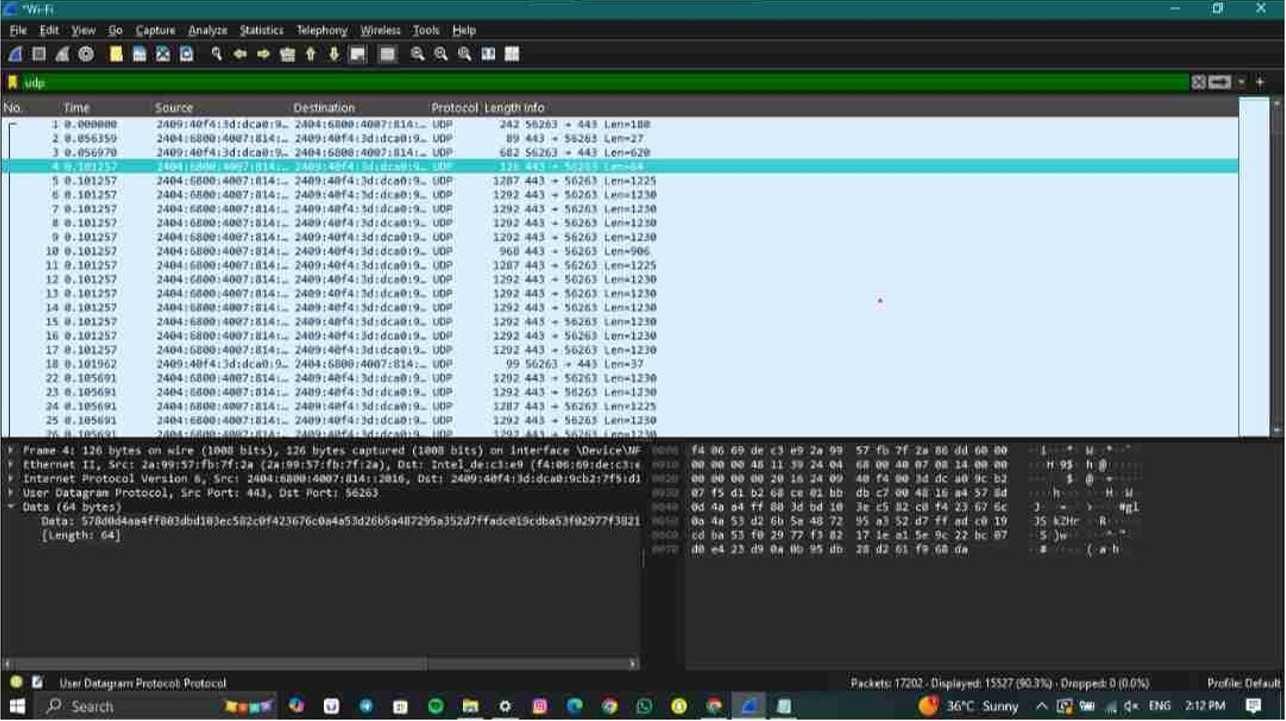 *Wi-Fi
File Edit View Go Capture Analyze Statistics Telephony Wireless Tools Help
udp
No. Time Source Destination Protocol Length Info
1 0.000000 2409:40f4:3d:dca0:9… 2404:6800:4007:814:… UDP 242 56263 → 443 Len=180
2 0.056359 2404:6800:4007:814:… 2409:40f4:3d:dca0:9… UDP 89 443 → 56263 Len=27
3 0.056970 2409:40f4:3d:dca0:9… 2404:6800:4007:814:… UDP 682 56263 → 443 Len=620
4 0.101257 2404:6800:4007:814:… 2409:40f4:3d:dca0:9… UDP 126 443 → 56263 Len=64
5 0.101257 2404:6800:4007:814:… 2409:40f4:3d:dca0:9… UDP 1287 443 → 56263 Len=1225
6 0.101257 2404:6800:4007:814:… 2409:40f4:3d:dca0:9… UDP 1292 443 → 56263 Len=1230
7 0.101257 2404:6800:4007:814:… 2409:40f4:3d:dca0:9… UDP 1292 443 → 56263 Len=1230
8 0.101257 2404:6800:4007:814:… 2409:40f4:3d:dca0:9… UDP 1292 443 → 56263 Len=1230
9 0.101257 2404:6800:4007:814:… 2409:40f4:3d:dca0:9… UDP 1292 443 → 56263 Len=1230
10 0.101257 2404:6800:4007:814:… 2409:40f4:3d:dca0:9… UDP 968 443 → 56263 Len=906
11 0.101257 2404:6800:4007:814:… 2409:40f4:3d:dca0:9… UDP 1287 443 → 56263 Len=1225
12 0.101257 2404:6800:4007:814:… 2409:40f4:3d:dca0:9… UDP 1292 443 → 56263 Len=1230
13 0.101257 2404:6800:4007:814:… 2409:40f4:3d:dca0:9… UDP 1292 443 → 56263 Len=1230
14 0.101257 2404:6800:4007:814:… 2409:40f4:3d:dca0:9… UDP 1292 443 → 56263 Len=1230
15 0.101257 2404:6800:4007:814:… 2409:40f4:3d:dca0:9… UDP 1292 443 → 56263 Len=1230
16 0.101257 2404:6800:4007:814:… 2409:40f4:3d:dca0:9… UDP 1292 443 → 56263 Len=1230
17 0.101257 2404:6800:4007:814:… 2409:40f4:3d:dca0:9… UDP 1292 443 → 56263 Len=1230
18 0.101962 2409:40f4:3d:dca0:9… 2404:6800:4007:814:… UDP 99 56263 → 443 Len=37
22 0.105691 2404:6800:4007:814:… 2409:40f4:3d:dca0:9… UDP 1292 443 → 56263 Len=1230
23 0.105691 2404:6800:4007:814:… 2409:40f4:3d:dca0:9… UDP 1292 443 → 56263 Len=1230
24 0.105691 2404:6800:4007:814:… 2409:40f4:3d:dca0:9… UDP 1287 443 → 56263 Len=1225
25 0.105691 2404:6800:4007:814:… 2409:40f4:3d:dca0:9… UDP 1292 443 → 56263 Len=1230
26 0.105691 2404:6800:4007:814:… 2409:40f4:3d:dca0:9… UDP 1292 443 → 56263 Len=1230
Frame 4: 126 bytes on wire (1008 bits), 126 bytes captured (1008 bits) on interface \Device\NP
Ethernet II, Src: 2a:99:57:fb:7f:2a (2a:99:57:fb:7f:2a), Dst: Intel_de:c3:e9 (f4:06:69:de:c3:e
Internet Protocol Version 6, Src: 2404:6800:4007:814::2016, Dst: 2409:40f4:3d:dca0:9cb2:7f5:d1
User Datagram Protocol, Src Port: 443, Dst Port: 56263
Data (64 bytes)
Data: 578d0d4aa4ff803dbd103ec582c0f423676c0a4a53d26b5a487295a352d7ffadc019cdba53f02977f3821
[Length: 64]
0000 f4 06 69 de c3 e9 2a 99 57 fb 7f 2a 86 dd 60 00
0010 00 00 00 48 11 39 24 04 68 00 40 07 08 14 00 00
0020 00 00 00 00 20 16 24 09 40 f4 00 3d dc a0 9c b2
0030 07 f5 d1 b2 68 ce 01 bb db c7 00 48 16 a4 57 8d
0040 0d 4a a4 ff 80 3d bd 10 3e c5 82 c0 f4 23 67 6c
0050 0a 4a 53 d2 6b 5a 48 72 95 a3 52 d7 ff ad c0 19
0060 cd ba 53 f0 29 77 f3 82 17 1e a1 5e 9c 22 bc 07
0070 d0 e4 23 d9 0a 0b 95 db 28 d2 61 f9 68 da
User Datagram Protocol: Protocol
Packets: 17202 · Displayed: 15527 (90.3%) · Dropped: 0 (0.0%)
Profile: Default
Search
36°C Sunny
ENG
2:12 PM